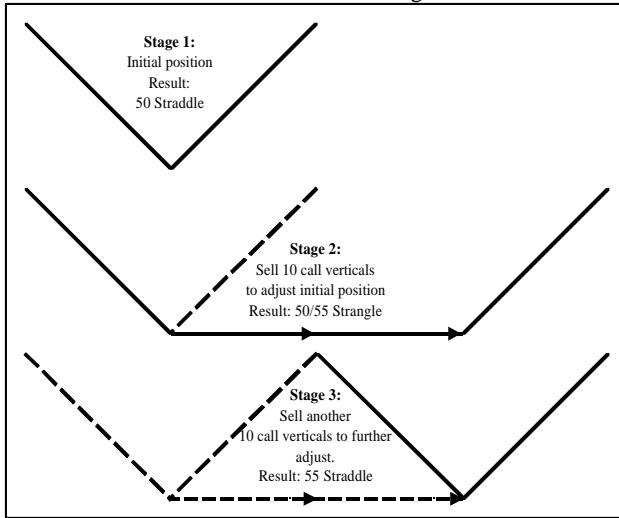 Stage 1:
Initial position
Result:
50 Straddle
Stage 2:
Sell 10 call verticals
to adjust initial position
Result: 50/55 Strangle
Stage 3:
Sell another
10 call verticals to further
adjust.
Result: 55 Straddle